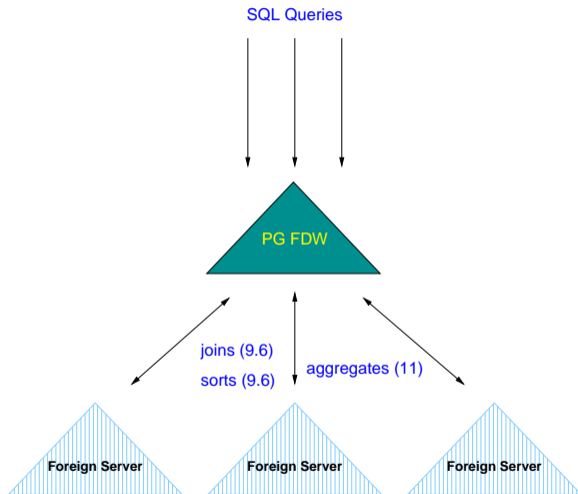 SQL Queries
PG FDW
joins (9.6)
sorts (9.6)
aggregates (11)
Foreign Server
Foreign Server
Foreign Server